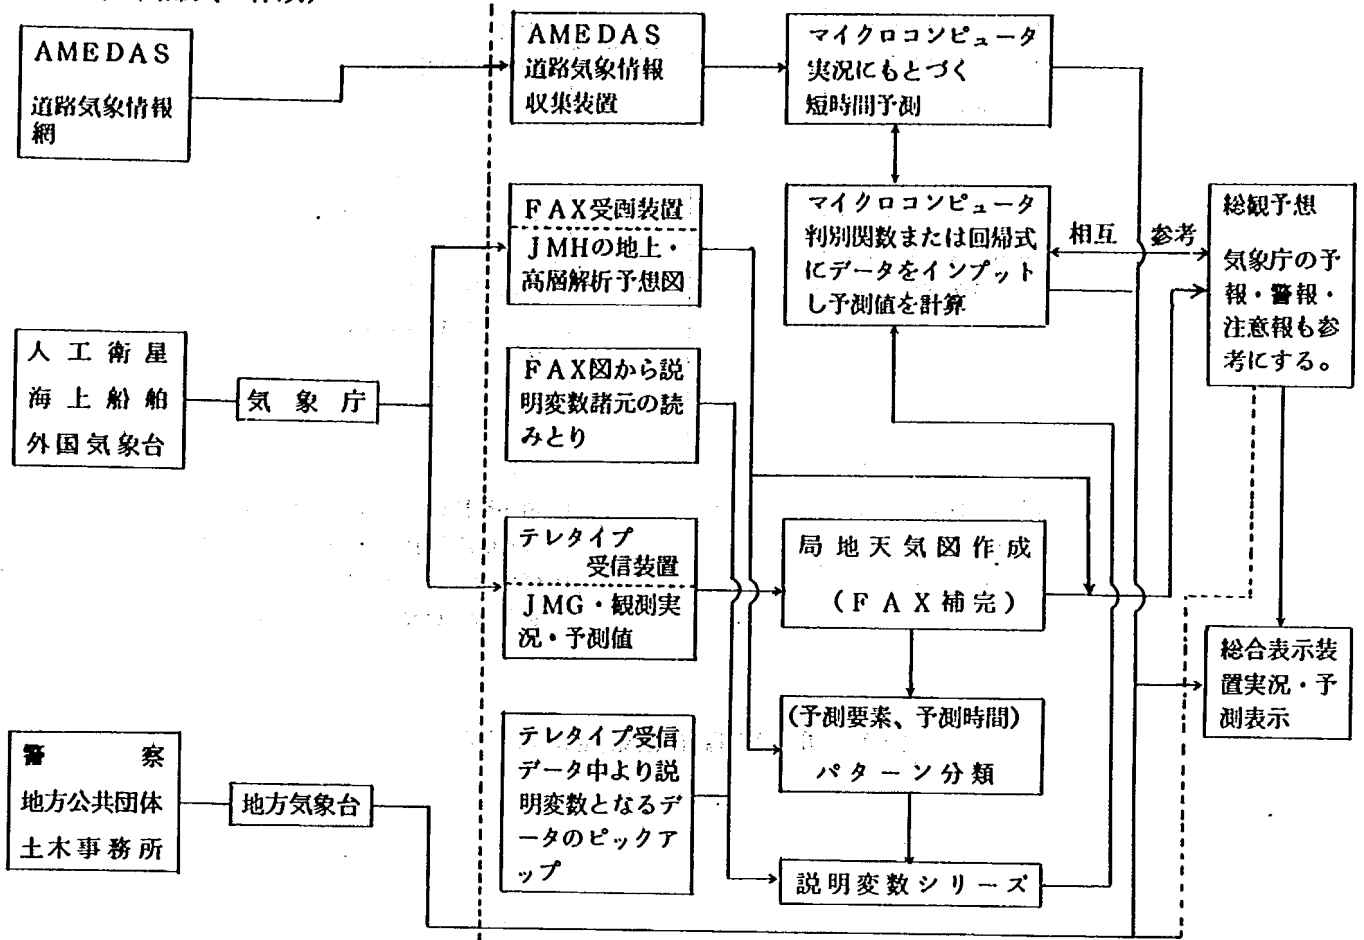 AMEDAS
道路気象情報
網
AMEDAS
道路気象情報
収集装置
マイクロコンピュータ
実況にもとづく
短時間予測
FAX受画装置
JMHの地上・
高層解析予想図
マイクロコンピュータ
判別関数または回帰式
にデータをインプット
し予測値を計算
相互 参考
総観予想
気象庁の予
報・警報・
注意報も参
考にする。
人工衛星
海上船舶
外国気象台
気象庁
FAX図から説
明変数諸元の読
みとり
テレタイプ
受信装置
JMG・観測実
況・予測値
局地天気図作成
(FAX補完)
総合表示装
置実況・予
測表示
(予測要素、予測時間)
パターン分類
警察
地方公共団体
土木事務所
地方気象台
テレタイプ受信
データ中より説
明変数となるデ
ータのピックア
ップ
説明変数シリーズ